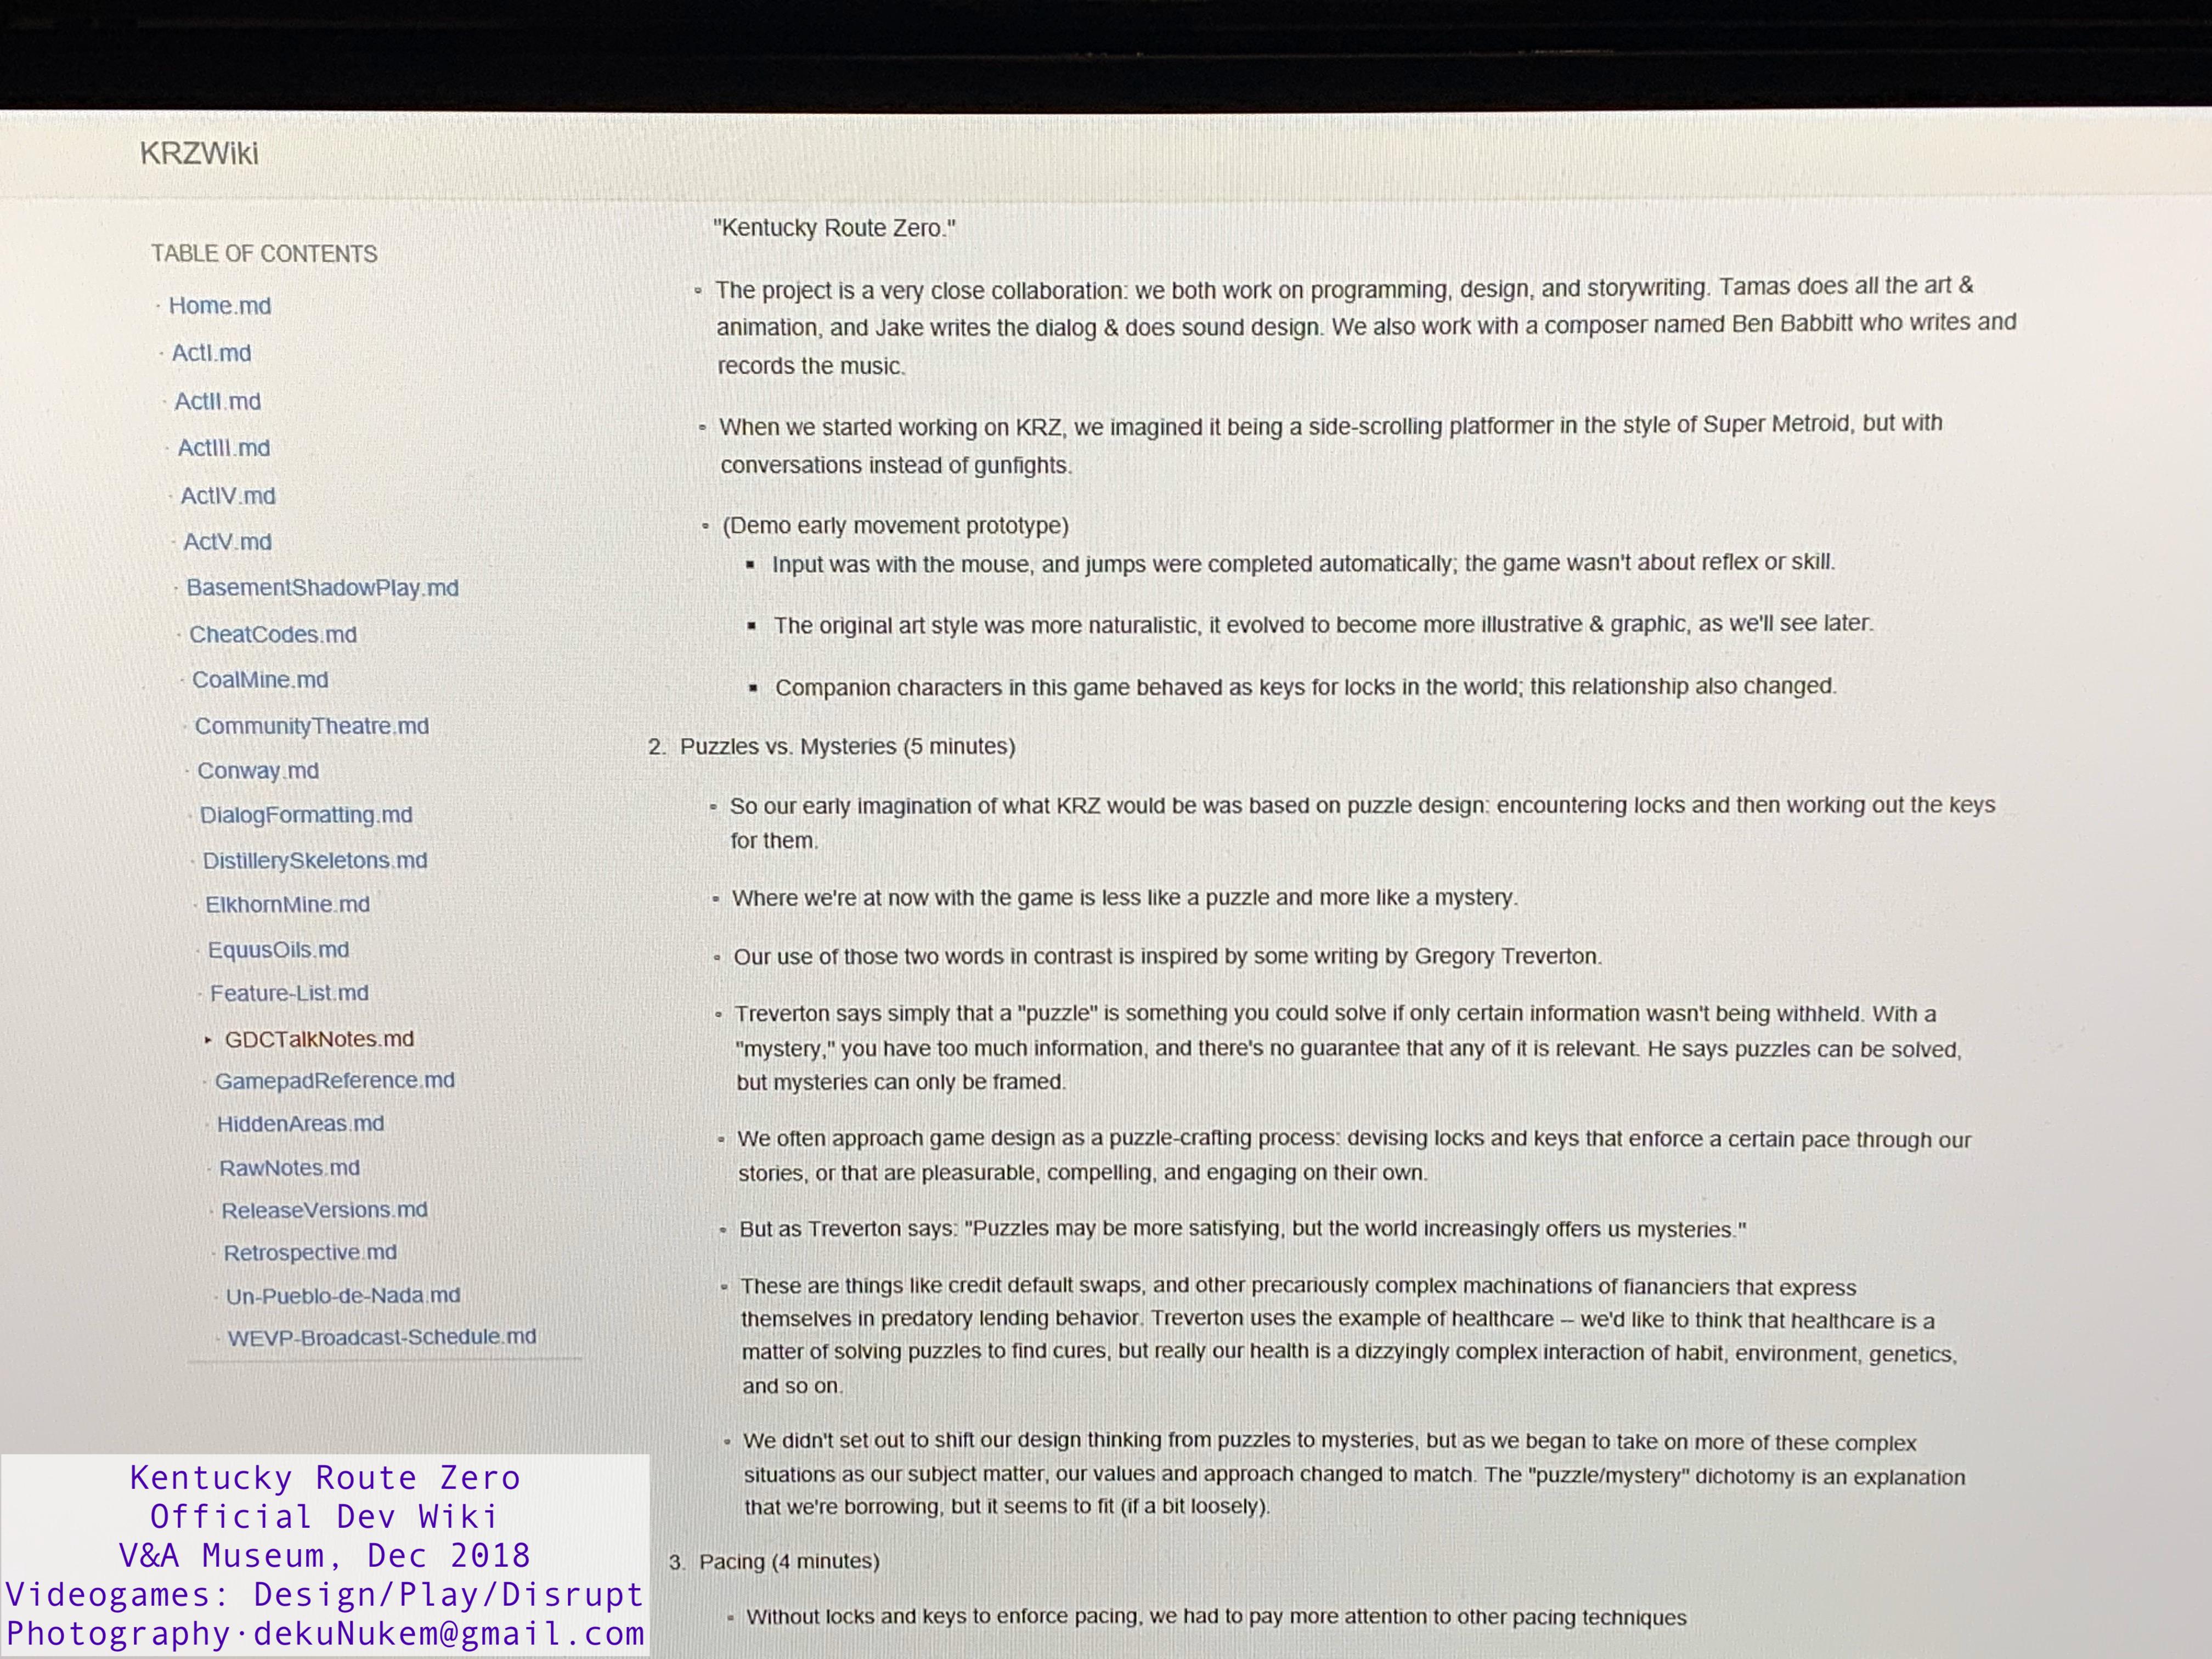 KRZWiki
TABLE OF CONTENTS
· Home.md
· ActI.md
· ActII.md
· ActIII.md
· ActIV.md
· ActV.md
· BasementShadowPlay.md
· CheatCodes.md
· CoalMine.md
· CommunityTheatre.md
· Conway.md
· DialogFormatting.md
· DistillerySkeletons.md
· ElkhornMine.md
· EquusOils.md
· Feature-List.md
▸ GDCTalkNotes.md
· GamepadReference.md
· HiddenAreas.md
· RawNotes.md
· ReleaseVersions.md
· Retrospective.md
· Un-Pueblo-de-Nada.md
· WEVP-Broadcast-Schedule.md
"Kentucky Route Zero."
◦ The project is a very close collaboration: we both work on programming, design, and storywriting. Tamas does all the art &
animation, and Jake writes the dialog & does sound design. We also work with a composer named Ben Babbitt who writes and
records the music.
◦ When we started working on KRZ, we imagined it being a side-scrolling platformer in the style of Super Metroid, but with
conversations instead of gunfights.
◦ (Demo early movement prototype)
▪ Input was with the mouse, and jumps were completed automatically; the game wasn't about reflex or skill.
▪ The original art style was more naturalistic, it evolved to become more illustrative & graphic, as we'll see later.
▪ Companion characters in this game behaved as keys for locks in the world; this relationship also changed.
2. Puzzles vs. Mysteries (5 minutes)
◦ So our early imagination of what KRZ would be was based on puzzle design: encountering locks and then working out the keys
for them.
◦ Where we're at now with the game is less like a puzzle and more like a mystery.
◦ Our use of those two words in contrast is inspired by some writing by Gregory Treverton.
◦ Treverton says simply that a "puzzle" is something you could solve if only certain information wasn't being withheld. With a
"mystery," you have too much information, and there's no guarantee that any of it is relevant. He says puzzles can be solved,
but mysteries can only be framed.
◦ We often approach game design as a puzzle-crafting process: devising locks and keys that enforce a certain pace through our
stories, or that are pleasurable, compelling, and engaging on their own.
◦ But as Treverton says: "Puzzles may be more satisfying, but the world increasingly offers us mysteries."
◦ These are things like credit default swaps, and other precariously complex machinations of fiananciers that express
themselves in predatory lending behavior. Treverton uses the example of healthcare – we'd like to think that healthcare is a
matter of solving puzzles to find cures, but really our health is a dizzyingly complex interaction of habit, environment, genetics,
and so on.
◦ We didn't set out to shift our design thinking from puzzles to mysteries, but as we began to take on more of these complex
situations as our subject matter, our values and approach changed to match. The "puzzle/mystery" dichotomy is an explanation
that we're borrowing, but it seems to fit (if a bit loosely).
3. Pacing (4 minutes)
◦ Without locks and keys to enforce pacing, we had to pay more attention to other pacing techniques
Kentucky Route Zero
Official Dev Wiki
V&A Museum, Dec 2018
Videogames: Design/Play/Disrupt
Photography·dekuNukem@gmail.com